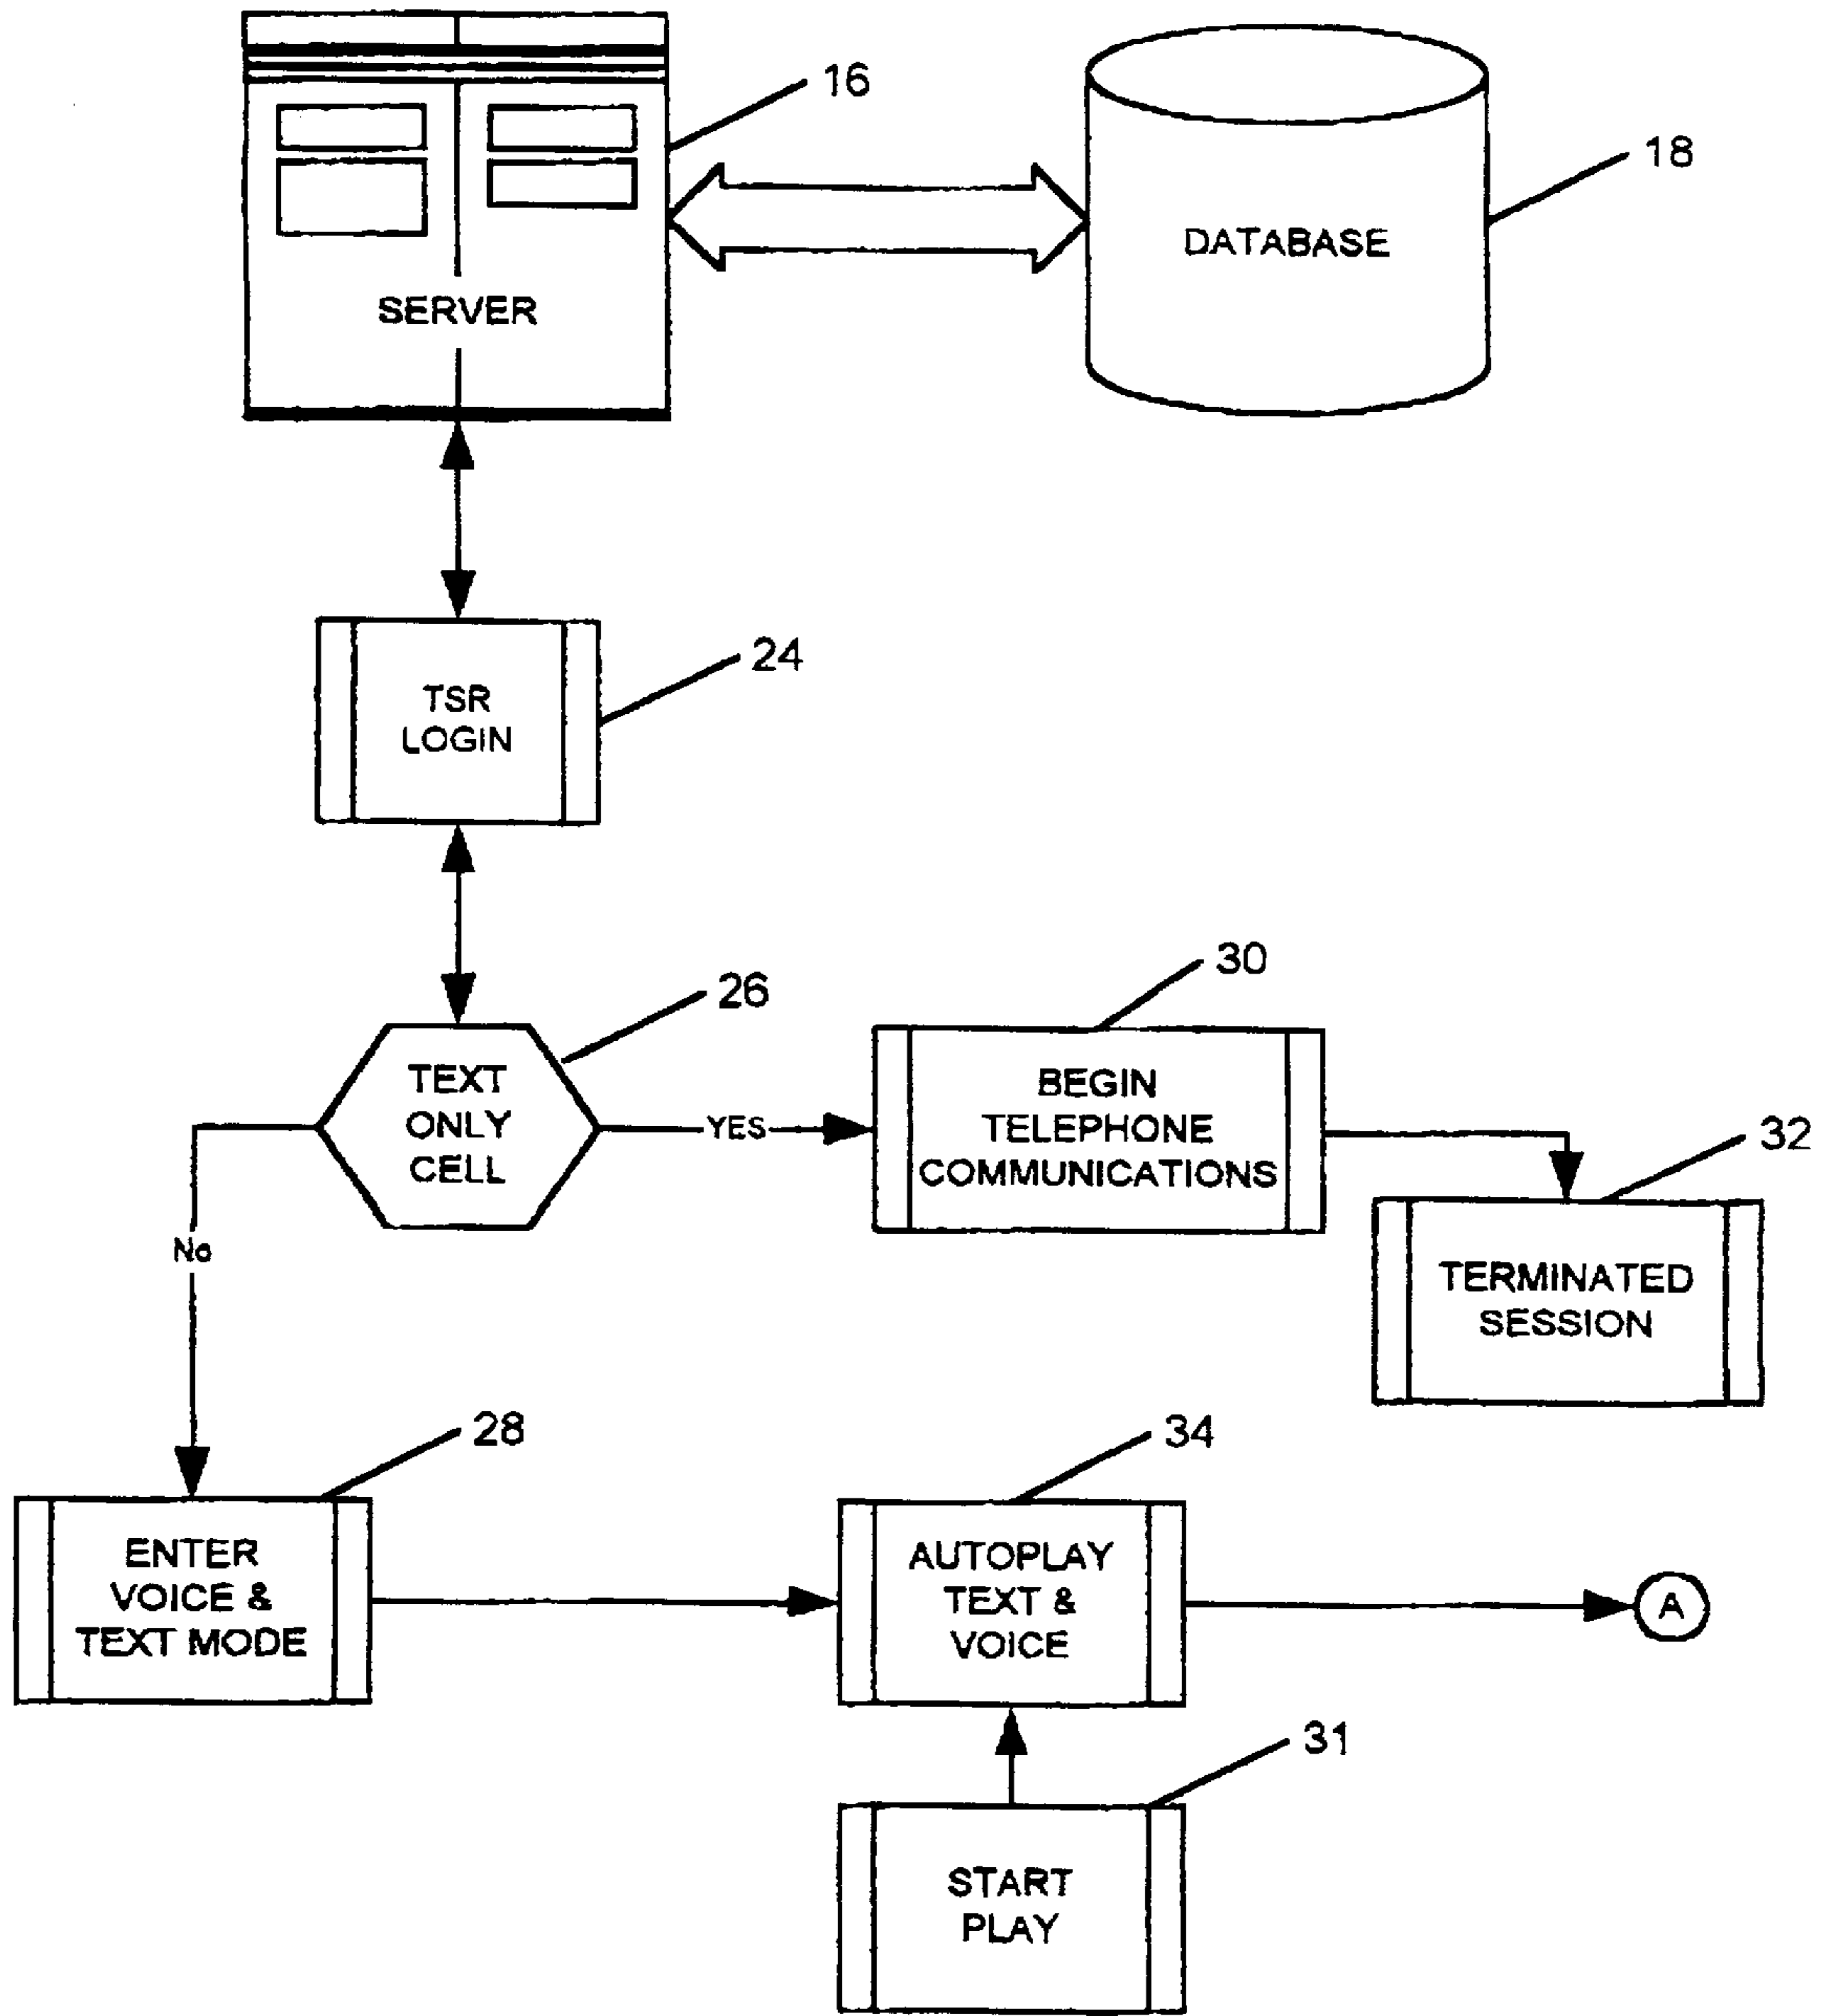 16
18
DATABASE
SERVER
24
TSR
LOGIN
30
26
TEXT
ONLY
CELL
YES
BEGIN
TELEPHONE
COMMUNICATIONS
32
No
TERMINATED
SESSION
28
34
ENTER
VOICE &
TEXT MODE
AUTOPLAY
TEXT &
VOICE
A
31
START
PLAY